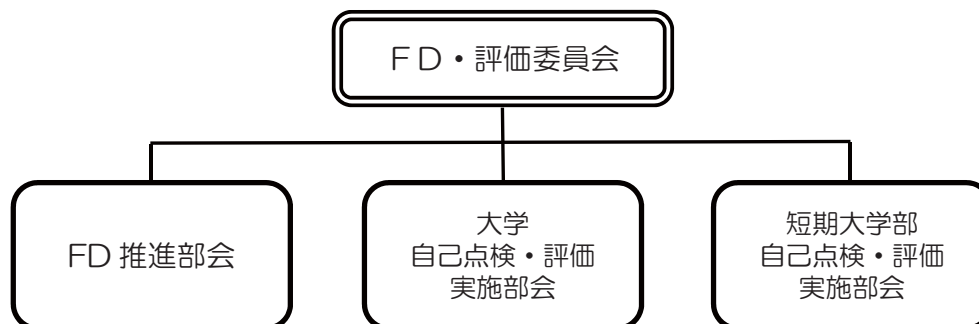 ＦＤ・評価委員会
FD 推進部会
大学
自己点検・評価
実施部会
短期大学部
自己点検・評価
実施部会